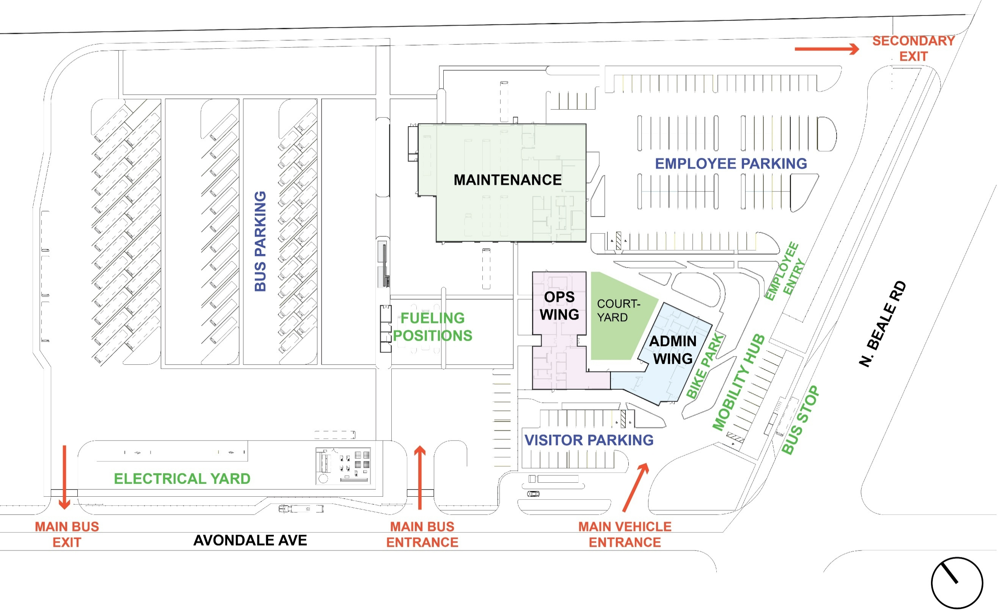 SECONDARY
EXIT
EMPLOYEE PARKING
MAINTENANCE
BUS PARKING
EMPLOYEE
ENTRY
OPS
WING
COURT-
YARD
FUELING
POSITIONS
ADMIN
WING
BIKE PARK
MOBILITY HUB
N. BEALE RD
BUS STOP
VISITOR PARKING
ELECTRICAL YARD
MAIN BUS
EXIT
AVONDALE AVE
MAIN BUS
ENTRANCE
MAIN VEHICLE
ENTRANCE